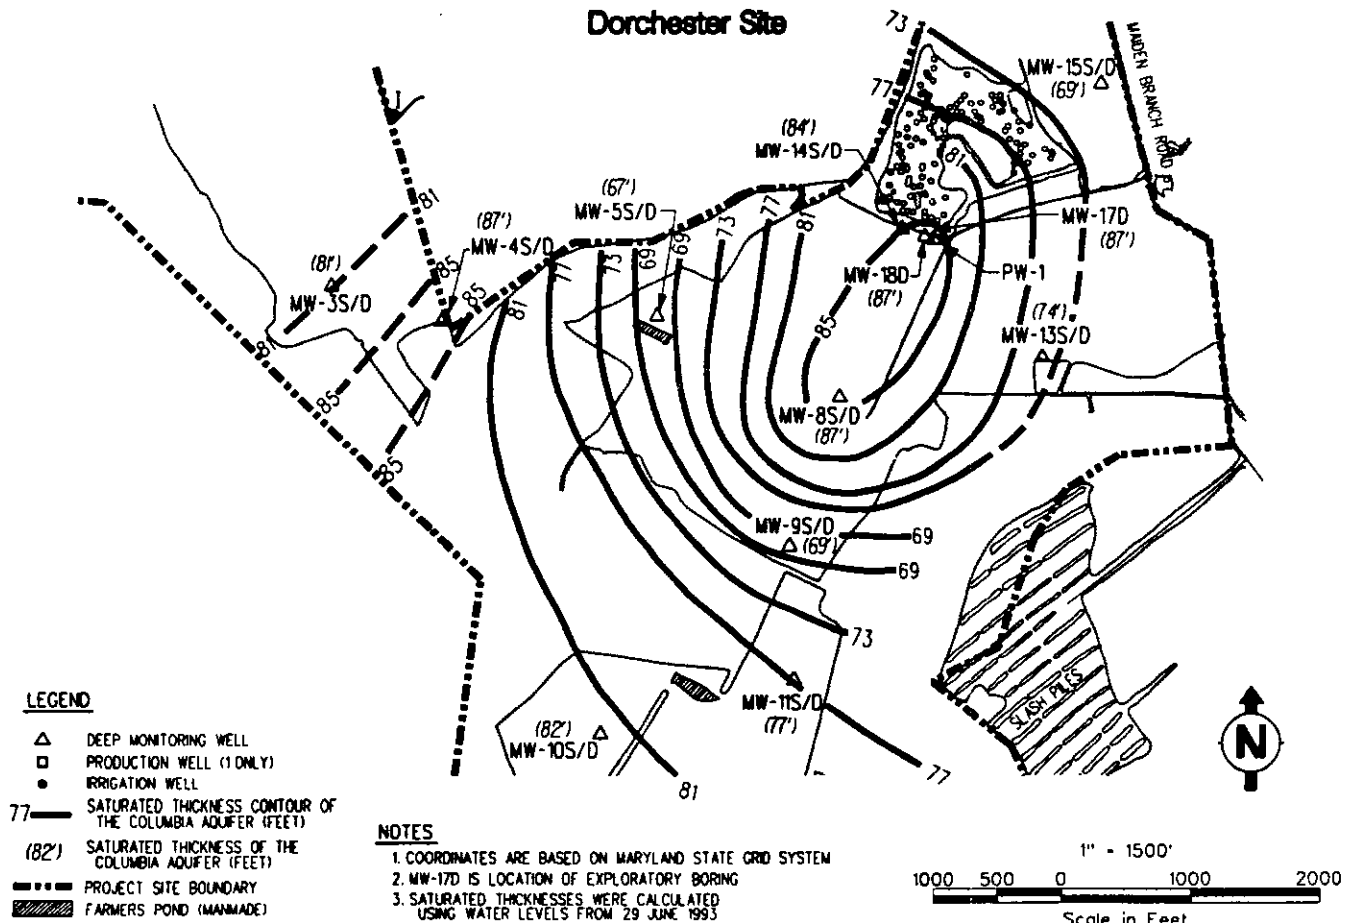 Dorchester Site
73
MAIDEN BRANCH ROAD
MW-15S/D
(69')
77
(84')
MW-14S/D
81
(67')
MW-5S/D
81
(87')
MW-4S/D
MW-17D
(87')
77
73
81
69
69
73
77
(81')
MW-3S/D
85
85
81
MW-18D
(87')
PW-1
85
(74')
MW-13S/D
81
85
MW-8S/D
(87')
85
MW-9S/D
(69')
69
69
73
SLASH PILES
MW-11S/D
(77')
(82')
MW-10S/D
77
81
N
LEGEND
DEEP MONITORING WELL
PRODUCTION WELL (1 ONLY)
IRRIGATION WELL
77 SATURATED THICKNESS CONTOUR OF
THE COLUMBIA AQUIFER (FEET)
(82') SATURATED THICKNESS OF THE
COLUMBIA AQUIFER (FEET)
PROJECT SITE BOUNDARY
FARMERS POND (MANMADE)
NOTES
1. COORDINATES ARE BASED ON MARYLAND STATE GRID SYSTEM
2. MW-17D IS LOCATION OF EXPLORATORY BORING
3. SATURATED THICKNESSES WERE CALCULATED
USING WATER LEVELS FROM 29 JUNE 1993
1" - 1500'
1000 500 0 1000 2000
Scale in Feet